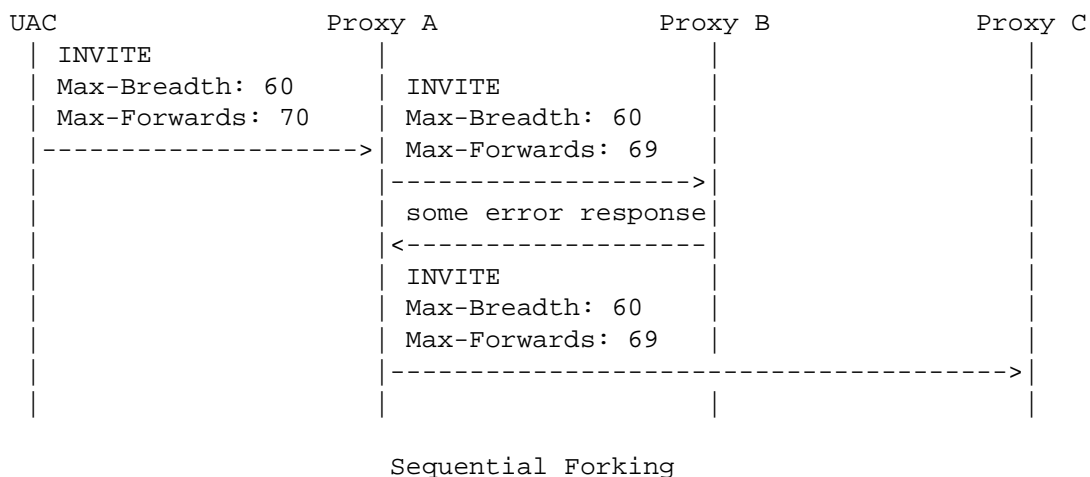 UAC Proxy A Proxy B Proxy C
INVITE
Max-Breadth: 60 INVITE
Max-Forwards: 70 Max-Breadth: 60
Max-Forwards: 69
some error response
INVITE
Max-Breadth: 60
Max-Forwards: 69
Sequential Forking